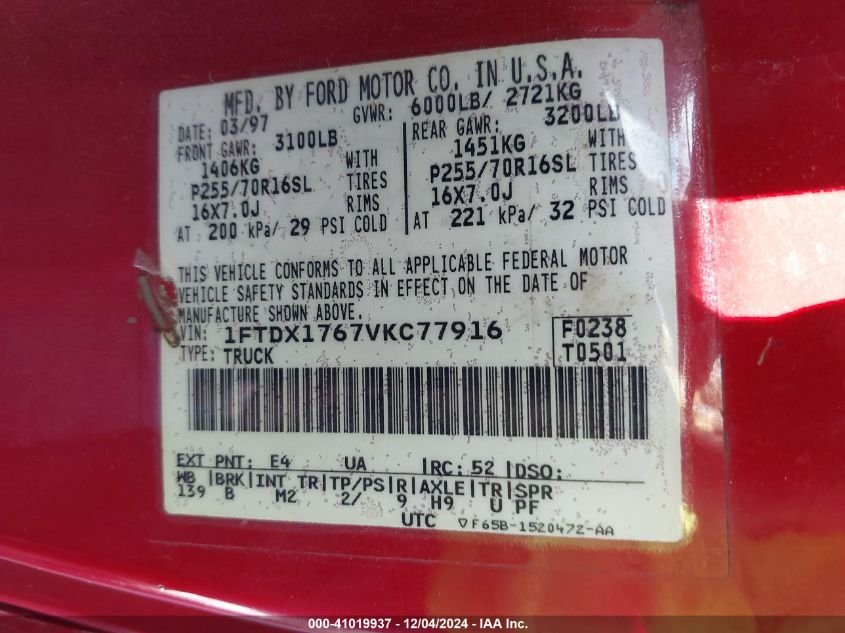 MFD. BY FORD MOTOR CO. IN U.S.A.
DATE: 03/97 GVWR: 6000LB/ 2721KG
FRONT GAWR: 3100LB REAR GAWR: 3200LB
1406KG WITH 1451KG WITH
P255/70R16SL TIRES P255/70R16SL TIRES
16X7.0J RIMS 16X7.0J RIMS
AT 200 kPa/ 29 PSI COLD AT 221 kPa/ 32 PSI COLD
THIS VEHICLE CONFORMS TO ALL APPLICABLE FEDERAL MOTOR
VEHICLE SAFETY STANDARDS IN EFFECT ON THE DATE OF
MANUFACTURE SHOWN ABOVE.
VIN: 1FTDX1767VKC77916 F0238
TYPE: TRUCK T0501
EXT PNT: E4 UA RC: 52 DSO:
WB BRK INT TR TP/PS R AXLE TR SPR
139 B M2 2/ 9 H9 U PF
UTC ▽F65B-1520472-AA
000-41019937 - 12/04/2024 - IAA Inc.